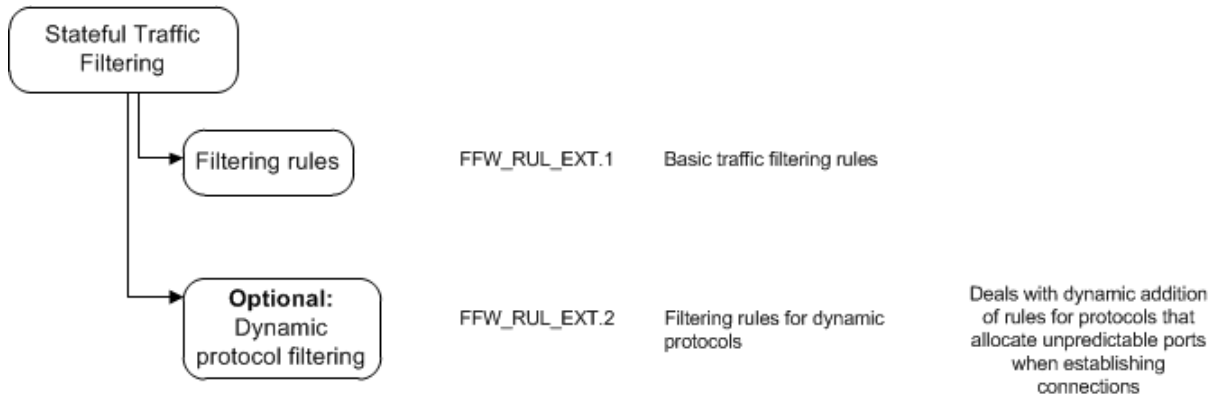 Stateful Traffic
Filtering
Filtering rules
FFW_RUL_EXT.1
Basic traffic filtering rules
Optional:
Dynamic
protocol filtering
FFW_RUL_EXT.2
Filtering rules for dynamic
protocols
Deals with dynamic addition
of rules for protocols that
allocate unpredictable ports
when establishing
connections